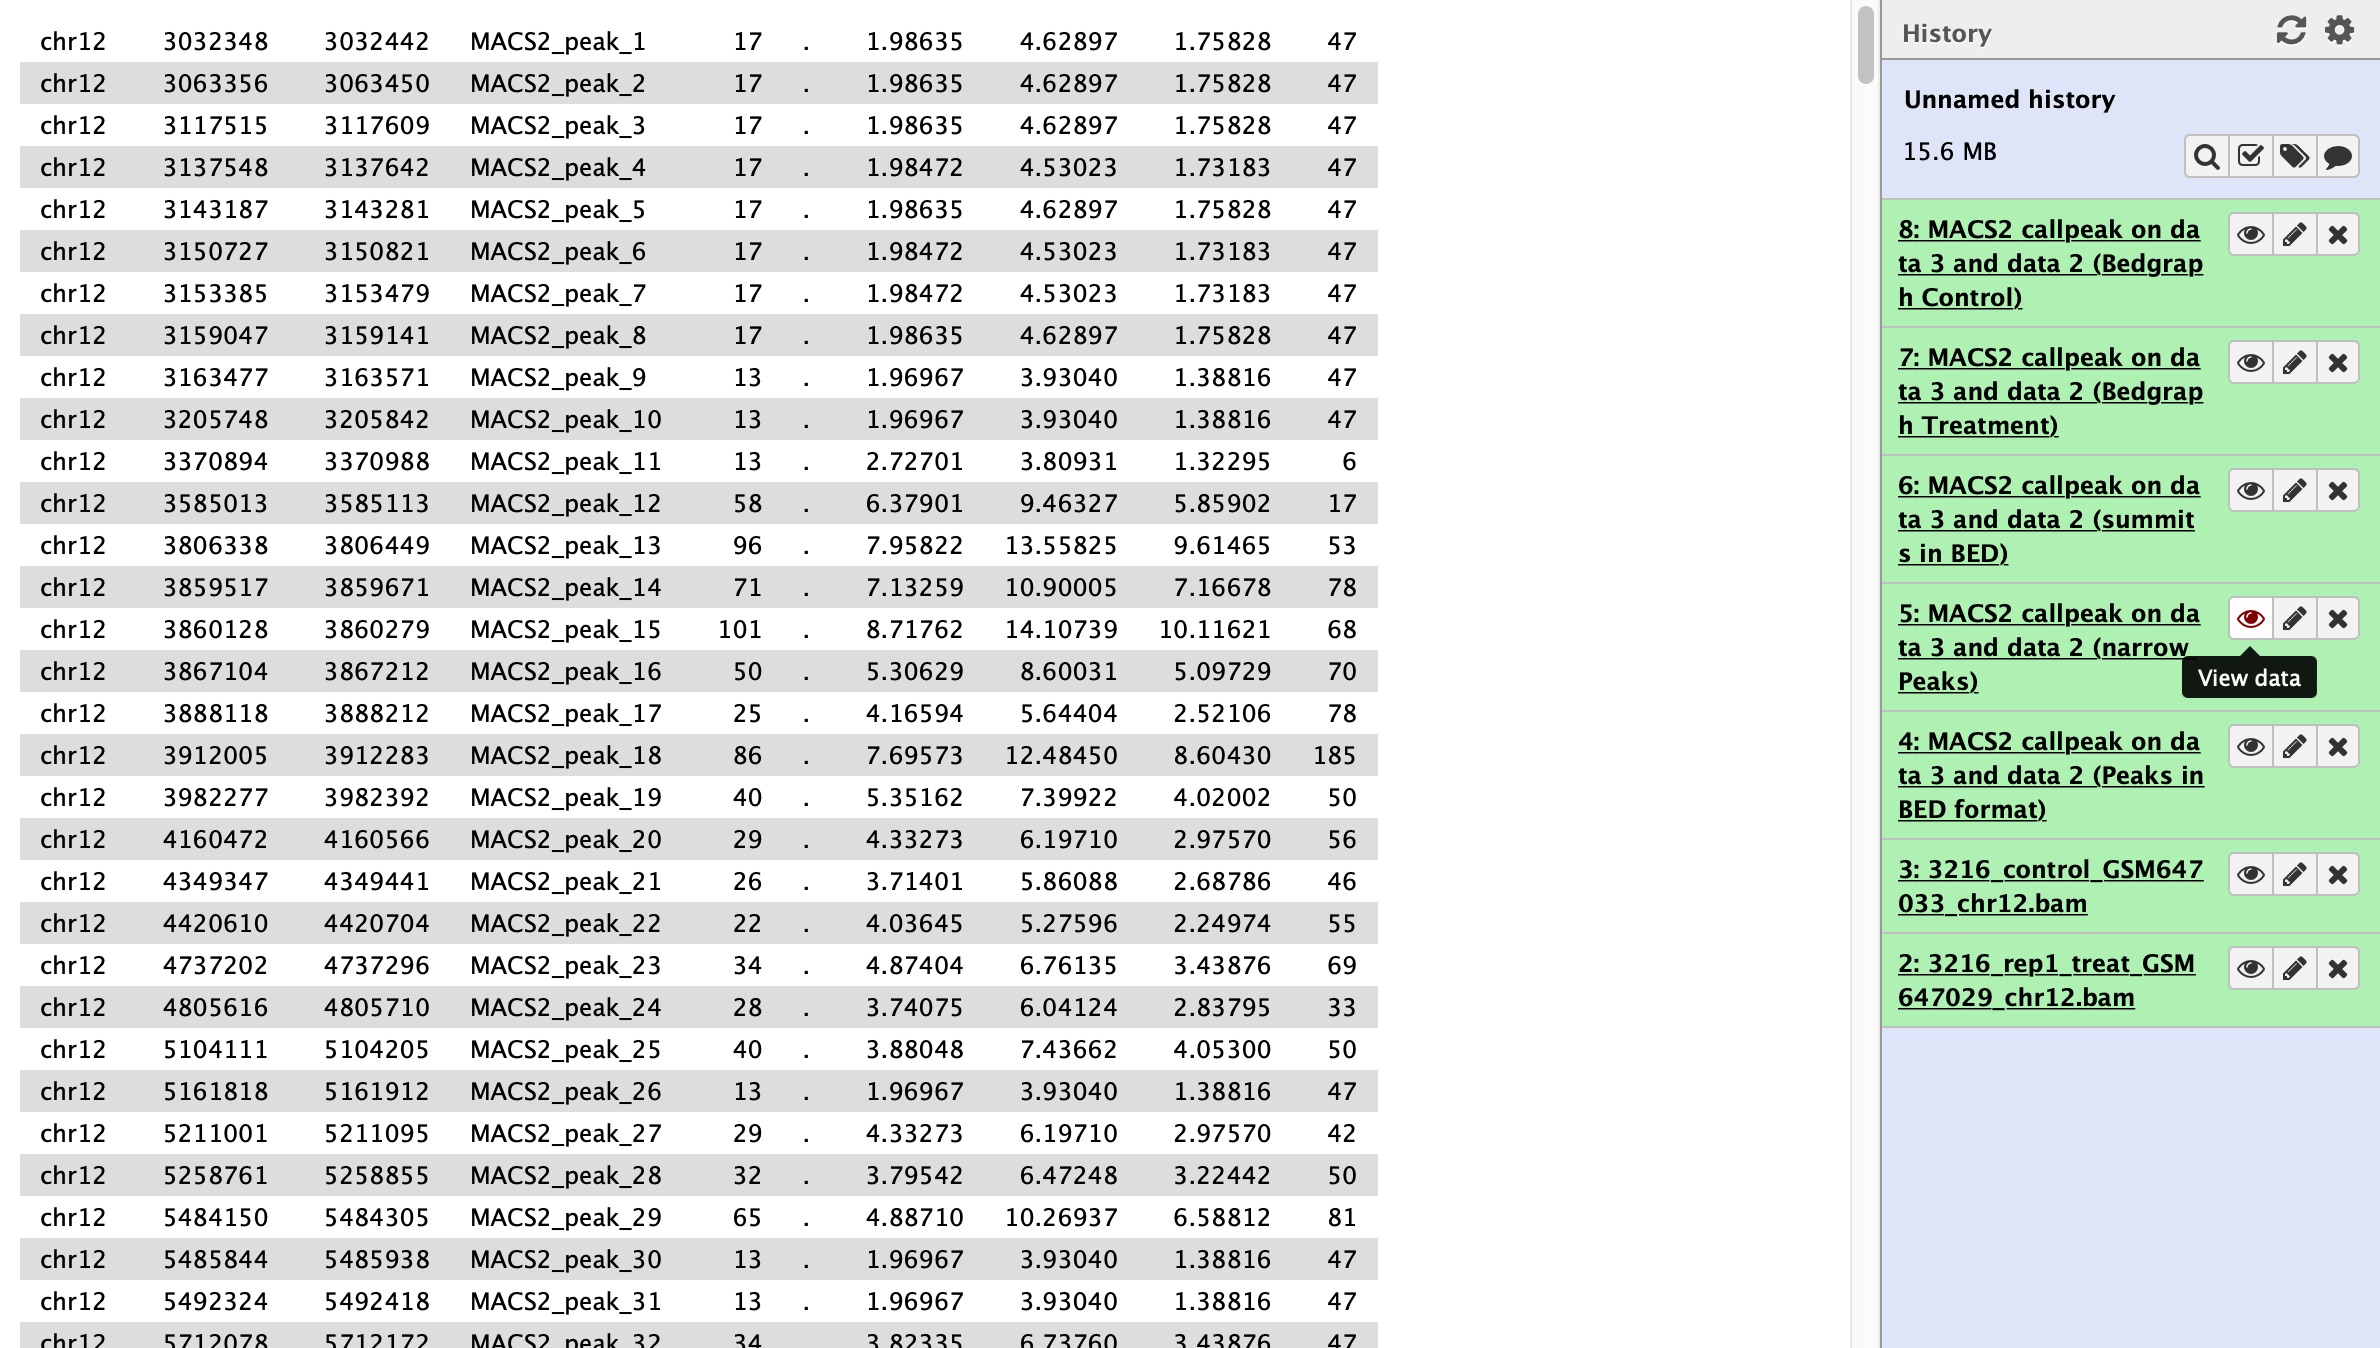 chr12 3032348 3032442 MACS2_peak_1 17 . 1.98635 4.62897 1.75828 47
chr12 3063356 3063450 MACS2_peak_2 17 . 1.98635 4.62897 1.75828 47
chr12 3117515 3117609 MACS2_peak_3 17 . 1.98635 4.62897 1.75828 47
chr12 3137548 3137642 MACS2_peak_4 17 . 1.98472 4.53023 1.73183 47
chr12 3143187 3143281 MACS2_peak_5 17 . 1.98635 4.62897 1.75828 47
chr12 3150727 3150821 MACS2_peak_6 17 . 1.98472 4.53023 1.73183 47
chr12 3153385 3153479 MACS2_peak_7 17 . 1.98472 4.53023 1.73183 47
chr12 3159047 3159141 MACS2_peak_8 17 . 1.98635 4.62897 1.75828 47
chr12 3163477 3163571 MACS2_peak_9 13 . 1.96967 3.93040 1.38816 47
chr12 3205748 3205842 MACS2_peak_10 13 . 1.96967 3.93040 1.38816 47
chr12 3370894 3370988 MACS2_peak_11 13 . 2.72701 3.80931 1.32295 6
chr12 3585013 3585113 MACS2_peak_12 58 . 6.37901 9.46327 5.85902 17
chr12 3806338 3806449 MACS2_peak_13 96 . 7.95822 13.55825 9.61465 53
chr12 3859517 3859671 MACS2_peak_14 71 . 7.13259 10.90005 7.16678 78
chr12 3860128 3860279 MACS2_peak_15 101 . 8.71762 14.10739 10.11621 68
chr12 3867104 3867212 MACS2_peak_16 50 . 5.30629 8.60031 5.09729 70
chr12 3888118 3888212 MACS2_peak_17 25 . 4.16594 5.64404 2.52106 78
chr12 3912005 3912283 MACS2_peak_18 86 . 7.69573 12.48450 8.60430 185
chr12 3982277 3982392 MACS2_peak_19 40 . 5.35162 7.39922 4.02002 50
chr12 4160472 4160566 MACS2_peak_20 29 . 4.33273 6.19710 2.97570 56
chr12 4349347 4349441 MACS2_peak_21 26 . 3.71401 5.86088 2.68786 46
chr12 4420610 4420704 MACS2_peak_22 22 . 4.03645 5.27596 2.24974 55
chr12 4737202 4737296 MACS2_peak_23 34 . 4.87404 6.76135 3.43876 69
chr12 4805616 4805710 MACS2_peak_24 28 . 3.74075 6.04124 2.83795 33
chr12 5104111 5104205 MACS2_peak_25 40 . 3.88048 7.43662 4.05300 50
chr12 5161818 5161912 MACS2_peak_26 13 . 1.96967 3.93040 1.38816 47
chr12 5211001 5211095 MACS2_peak_27 29 . 4.33273 6.19710 2.97570 42
chr12 5258761 5258855 MACS2_peak_28 32 . 3.79542 6.47248 3.22442 50
chr12 5484150 5484305 MACS2_peak_29 65 . 4.88710 10.26937 6.58812 81
chr12 5485844 5485938 MACS2_peak_30 13 . 1.96967 3.93040 1.38816 47
chr12 5492324 5492418 MACS2_peak_31 13 . 1.96967 3.93040 1.38816 47
chr12 5712078 5712172 MACS2_peak_32 34 . 3.82335 6.73760 3.43876 47
History
Unnamed history
15.6 MB
8: MACS2 callpeak on da
ta 3 and data 2 (Bedgrap
h Control)
7: MACS2 callpeak on da
ta 3 and data 2 (Bedgrap
h Treatment)
6: MACS2 callpeak on da
ta 3 and data 2 (summit
s in BED)
5: MACS2 callpeak on da
ta 3 and data 2 (narrow
Peaks)
View data
4: MACS2 callpeak on da
ta 3 and data 2 (Peaks in
BED format)
3: 3216_control_GSM647
033_chr12.bam
2: 3216_rep1_treat_GSM
647029_chr12.bam